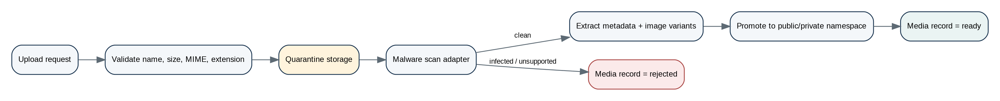 Upload request
Validate name, size, MIME, extension
Quarantine storage
Malware scan adapter
clean
Extract metadata + image variants
Promote to public/private namespace
Media record = ready
infected / unsupported
Media record = rejected